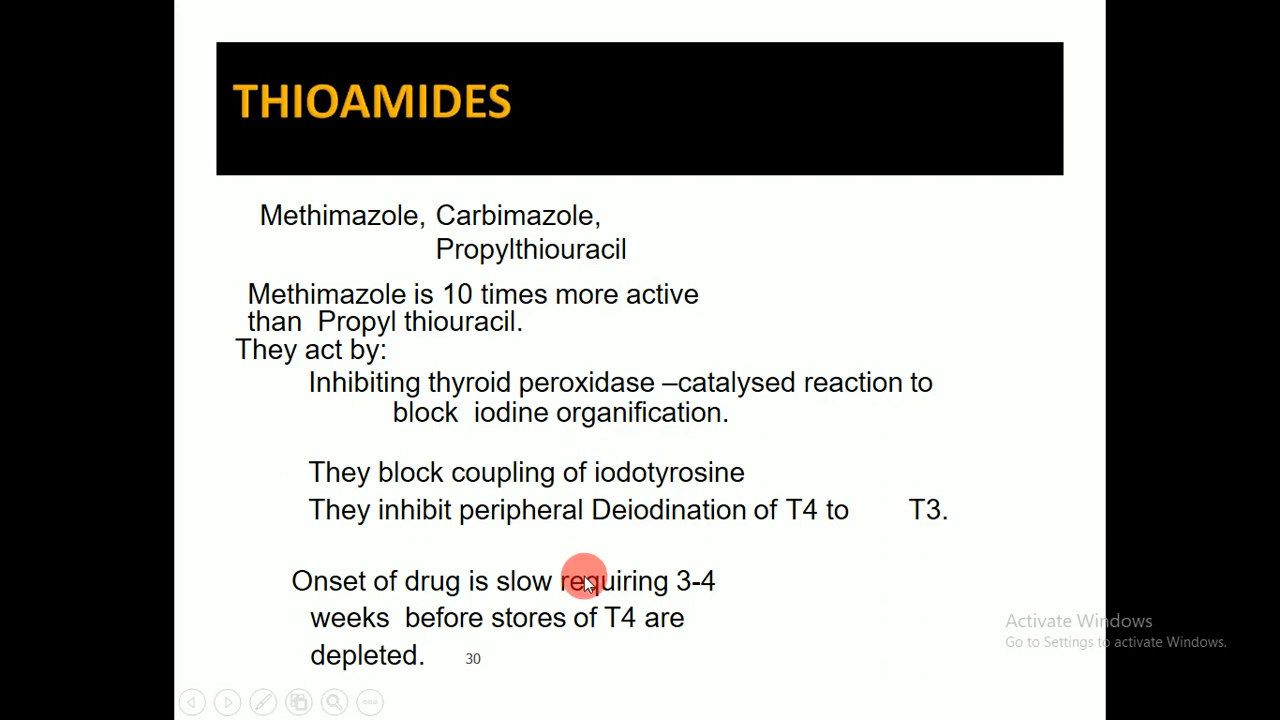 THIOAMIDES
Methimazole, Carbimazole,
Propylthiouracil
Methimazole is 10 times more active
than Propyl thiouracil.
They act by:
Inhibiting thyroid peroxidase –catalysed reaction to
block iodine organification.
They block coupling of iodotyrosine
They inhibit peripheral Deiodination of T4 to T3.
Onset of drug is slow requiring 3-4
weeks before stores of T4 are
depleted.
30
Activate Windows
Go to Settings to activate Windows.